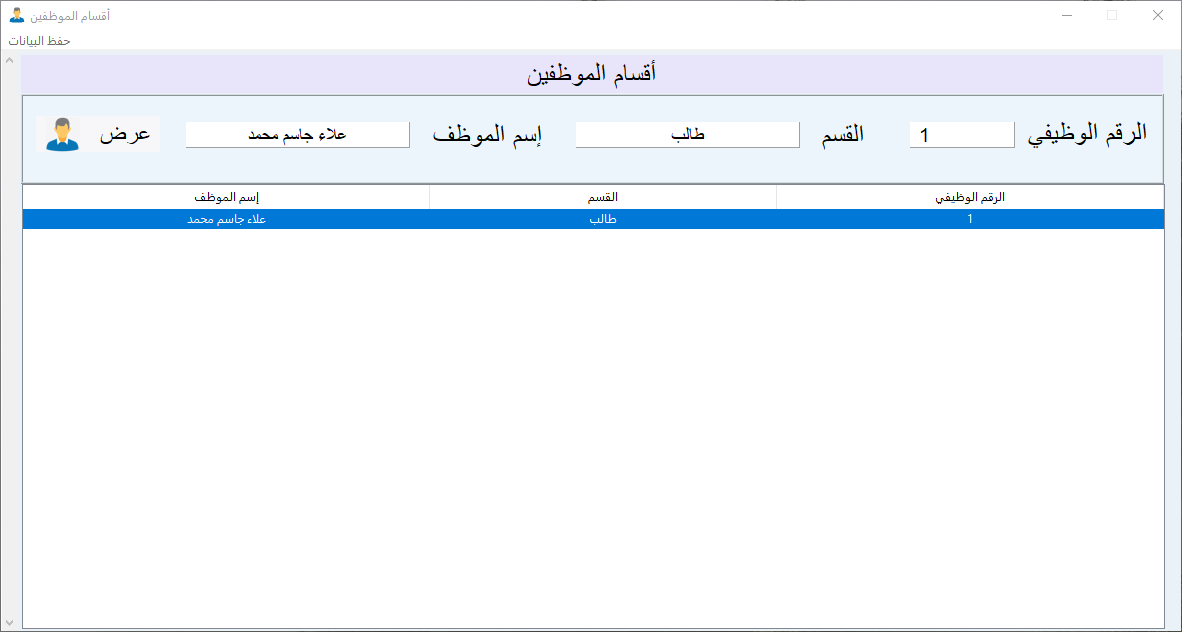 أقسام الموظفين
حفظ البيانات
أقسام الموظفين
الرقم الوظيفي 1 القسم طالب إسم الموظف علاء جاسم محمد عرض
الرقم الوظيفي القسم إسم الموظف
1 طالب علاء جاسم محمد